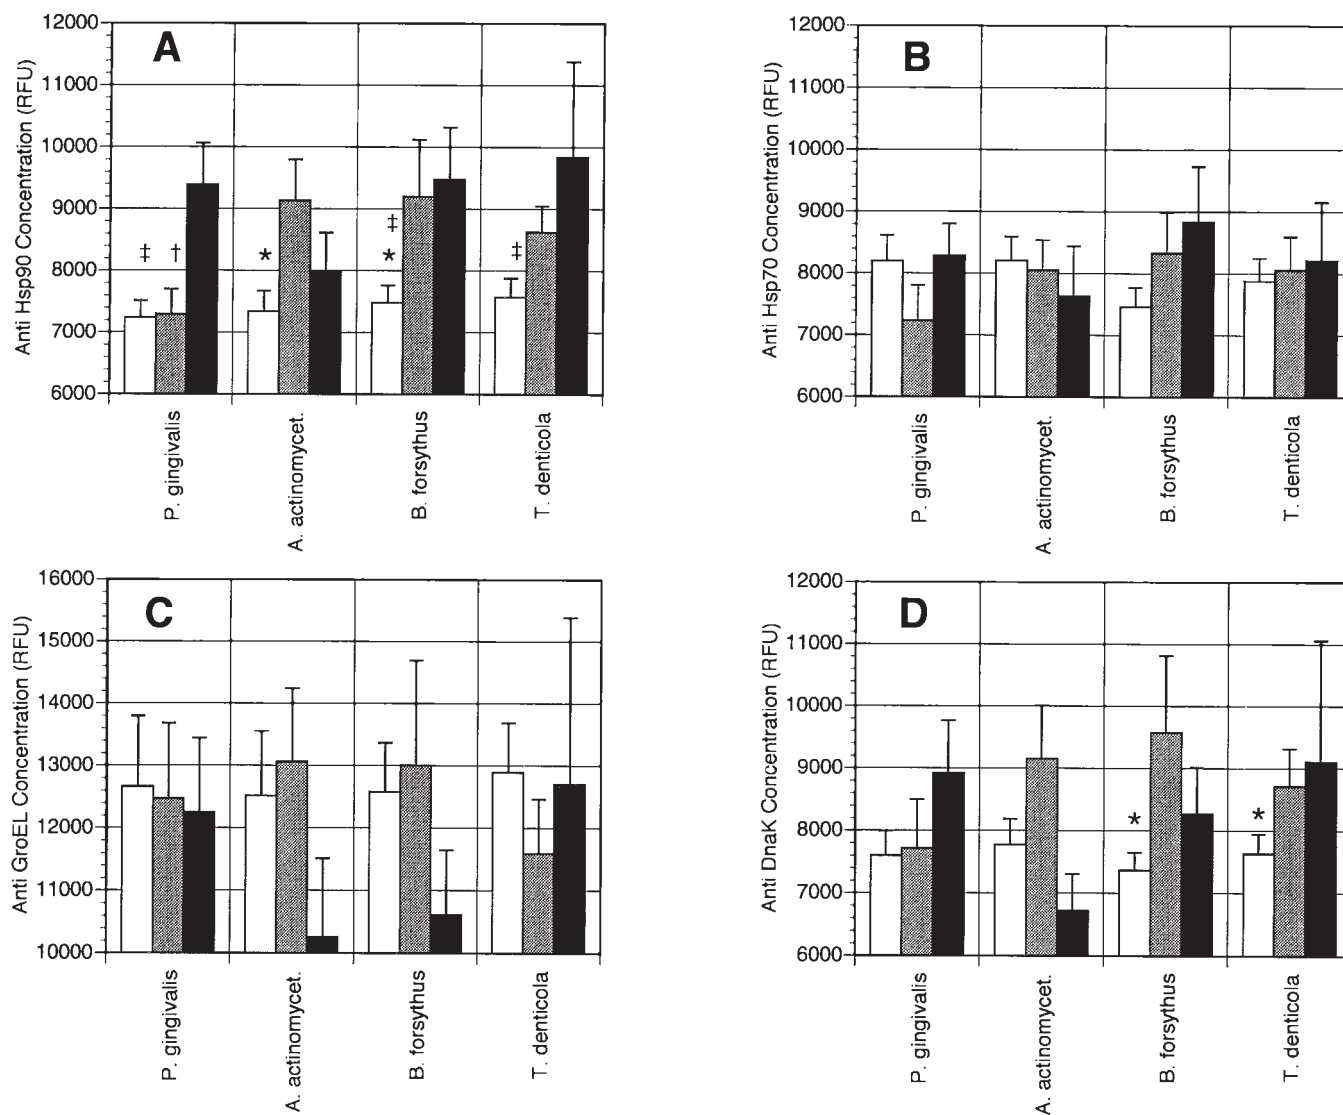 A
Anti Hsp90 Concentration (RFU)
12000
11000
10000
9000
8000
7000
6000
‡ † * ‡ * ‡
P. gingivalis
A. actinomycet.
B. forsythus
T. denticola
B
Anti Hsp70 Concentration (RFU)
12000
11000
10000
9000
8000
7000
6000
P. gingivalis
A. actinomycet.
B. forsythus
T. denticola
C
Anti GroEL Concentration (RFU)
16000
15000
14000
13000
12000
11000
10000
P. gingivalis
A. actinomycet.
B. forsythus
T. denticola
D
Anti DnaK Concentration (RFU)
12000
11000
10000
9000
8000
7000
6000
* *
P. gingivalis
A. actinomycet.
B. forsythus
T. denticola